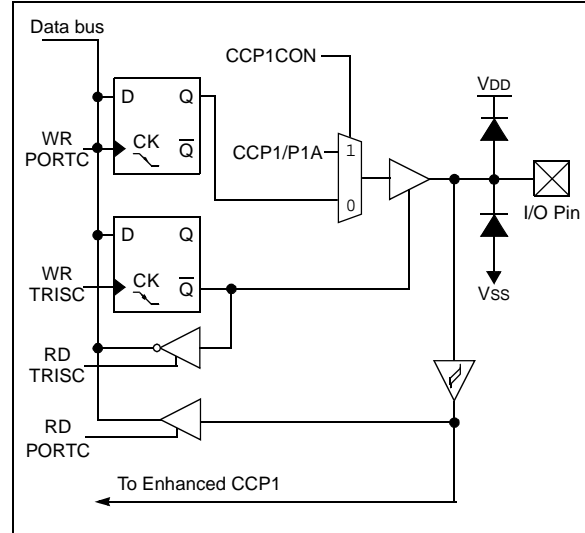 Data bus
CCP1CON
VDD
D Q
WR
PORTC
CK
Q
CCP1/P1A
1
0
I/O Pin
D Q
WR
TRISC
CK
Q
VSS
RD
TRISC
RD
PORTC
To Enhanced CCP1